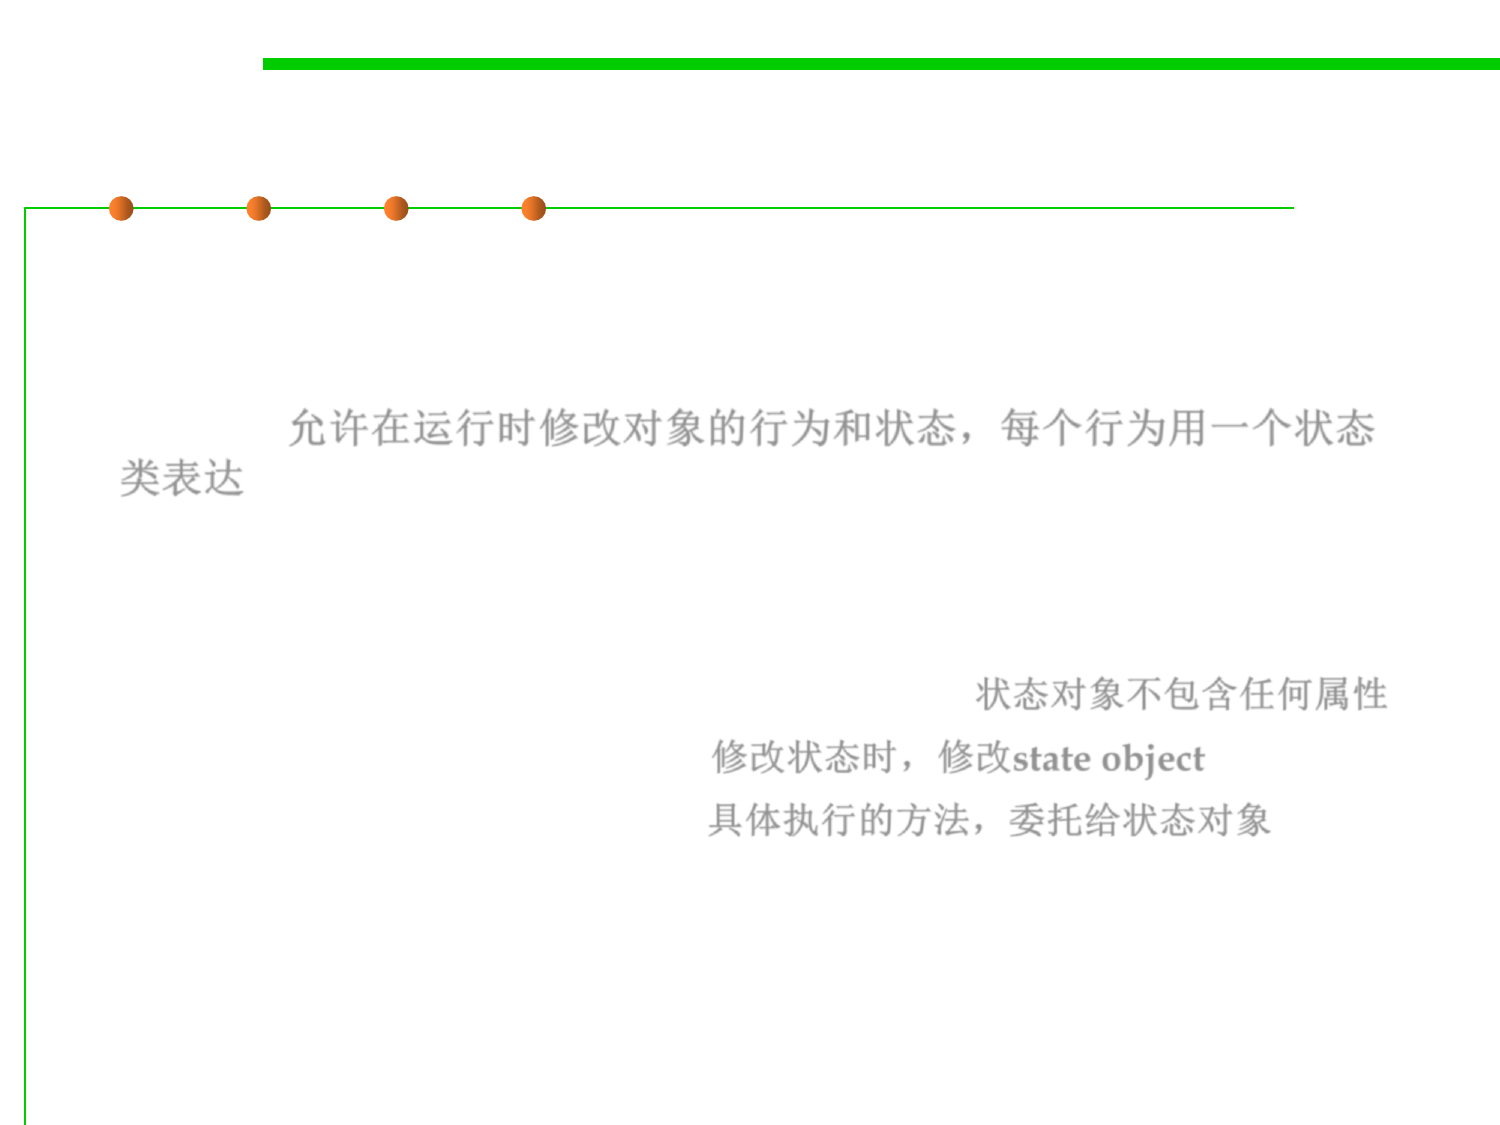 允许在运行时修改对象的行为和状态，每个行为用一个状态
类表达
状态对象不包含任何属性
修改状态时，修改state object
具体执行的方法，委托给状态对象